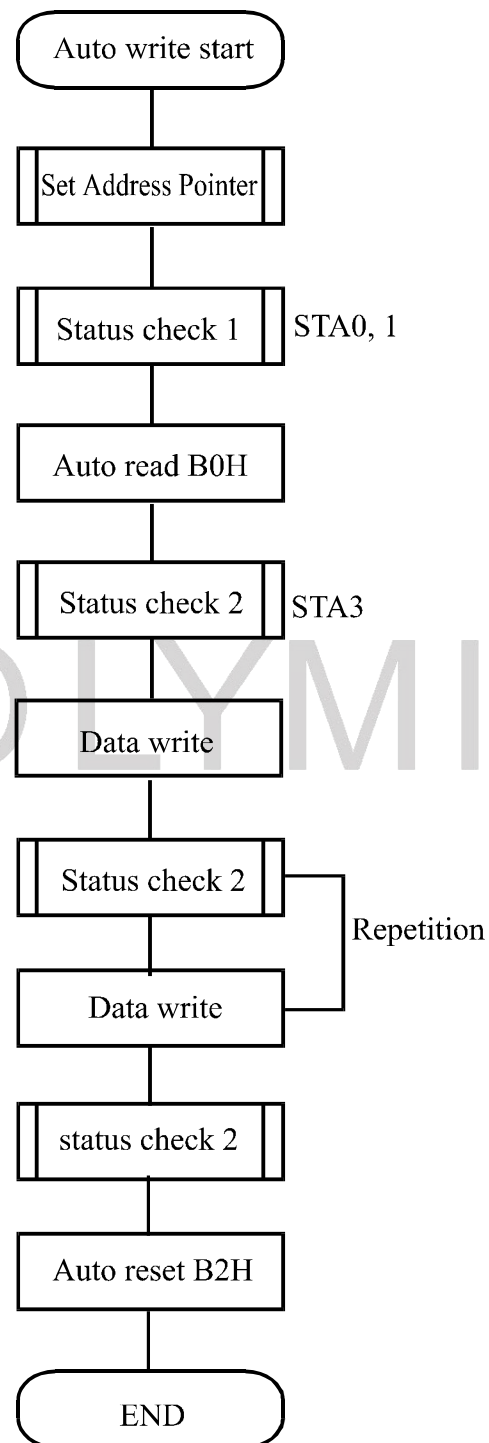 Auto write start
Set Address Pointer
Status check 1
STA0, 1
Auto read B0H
Status check 2
STA3
OLYMI
Data write
Status check 2
Repetition
Data write
status check 2
Auto reset B2H
END